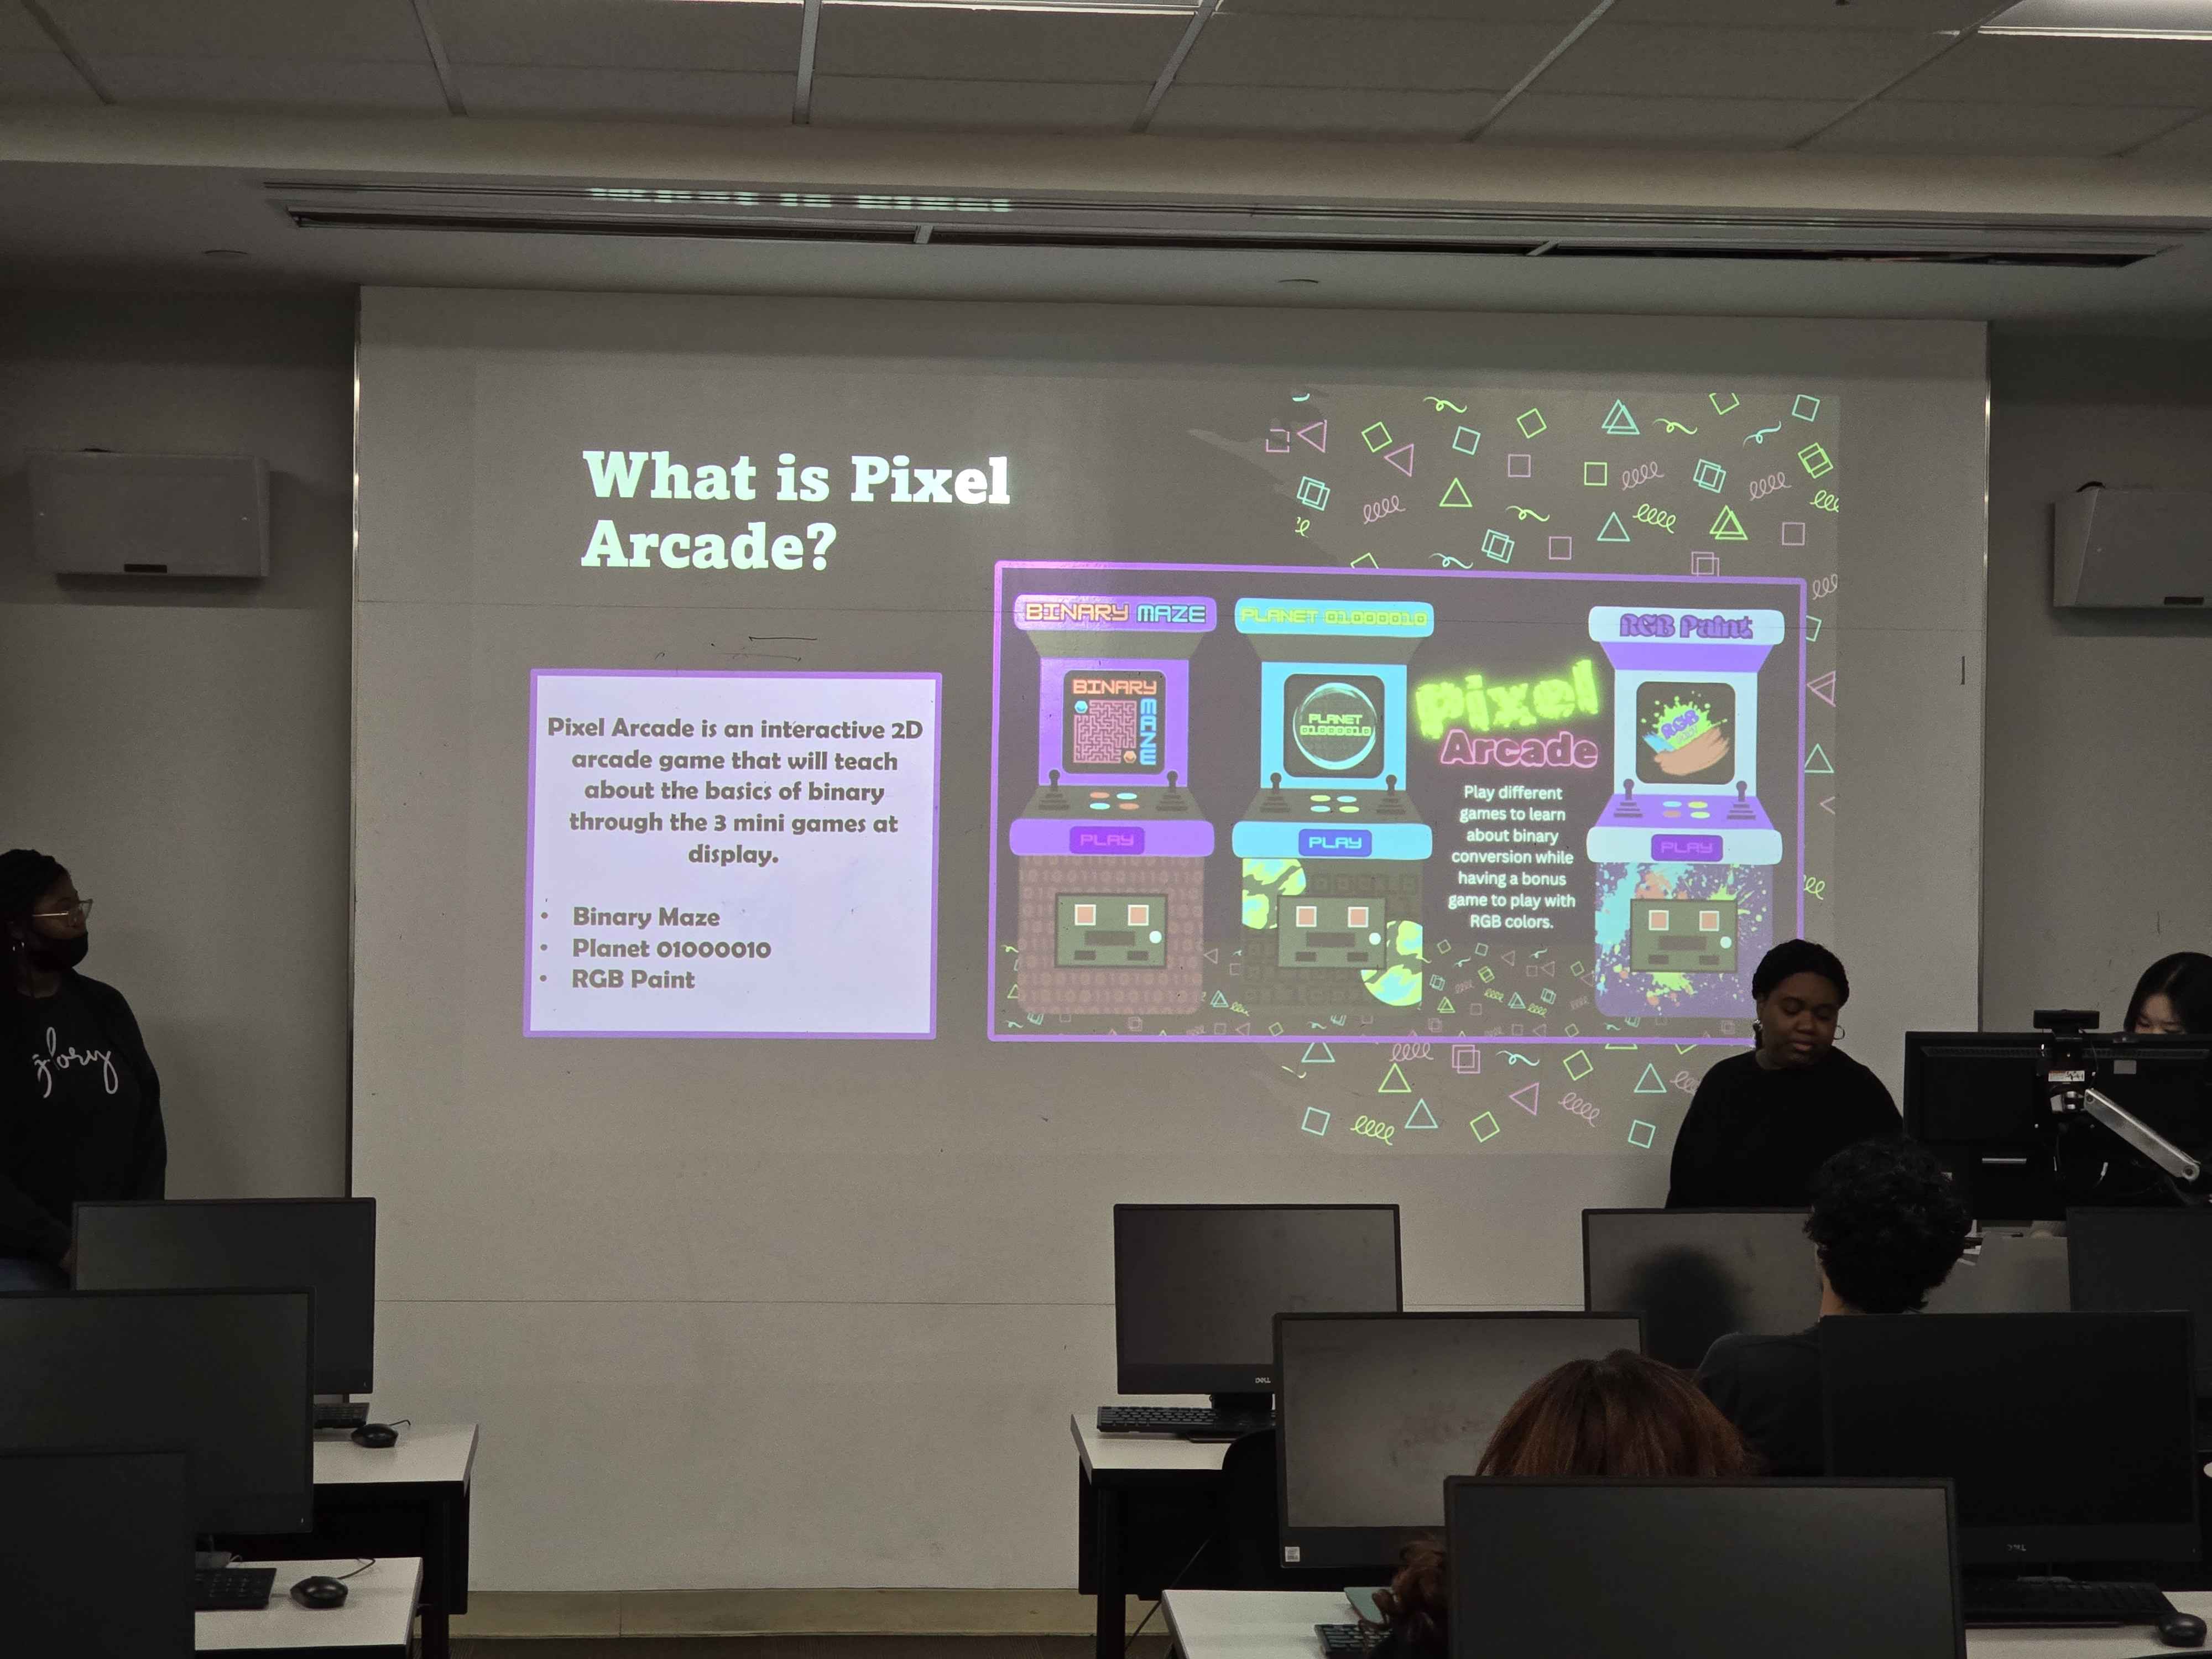 What is Pixel
Arcade?
Pixel Arcade is an interactive 2D
arcade game that will teach
about the basics of binary
through the 3 mini games at
display.
• Binary Maze
• Planet 01000010
• RGB Paint
BINARY MAZE
BINARY
MAZE
PLAY
PLANET 01000010
PLANET
01000010
PLAY
Pixel
Arcade
Play different
games to learn
about binary
conversion while
having a bonus
game to play with
RGB colors.
RGB Paint
RGB
PLAY
glory
DELL